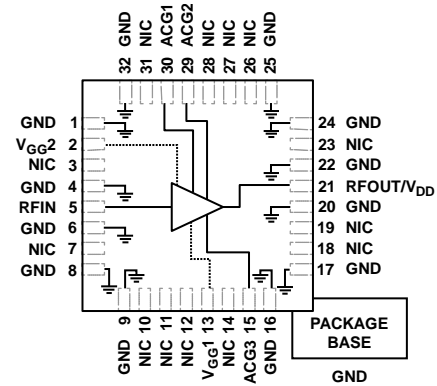 GND
NIC
ACG1
ACG2
NIC
NIC
NIC
GND
32
31
30
29
28
27
26
25
GND 1
VGG2 2
NIC 3
GND 4
RFIN 5
GND 6
NIC 7
GND 8
24 GND
23 NIC
22 GND
21 RFOUT/VDD
20 GND
19 NIC
18 NIC
17 GND
GND 9
NIC 10
NIC 11
NIC 12
VGG1 13
NIC 14
ACG3 15
GND 16
PACKAGE
BASE
GND